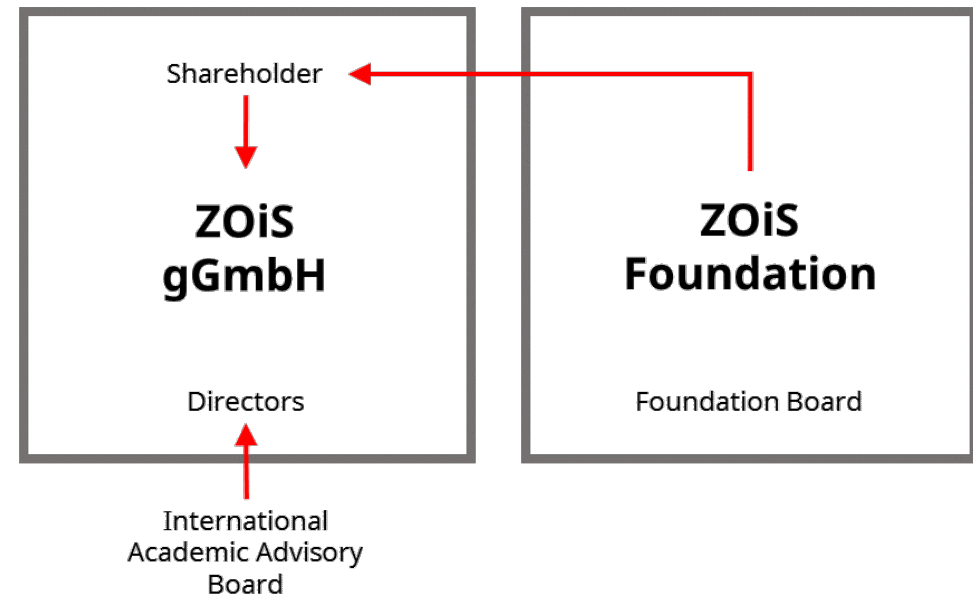 Shareholder
ZOiS
gGmbH
Directors
International
Academic Advisory
Board
ZOiS
Foundation
Foundation Board